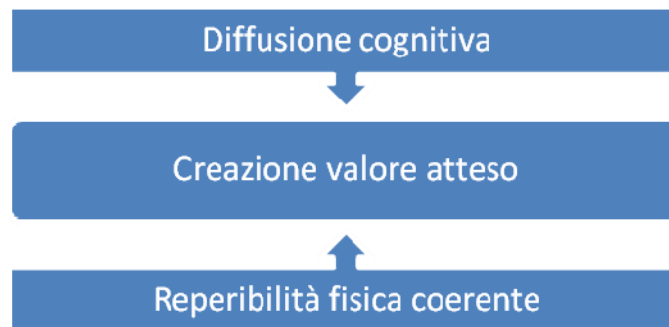 Diffusione cognitiva
Creazione valore atteso
Reperibilità fisica coerente